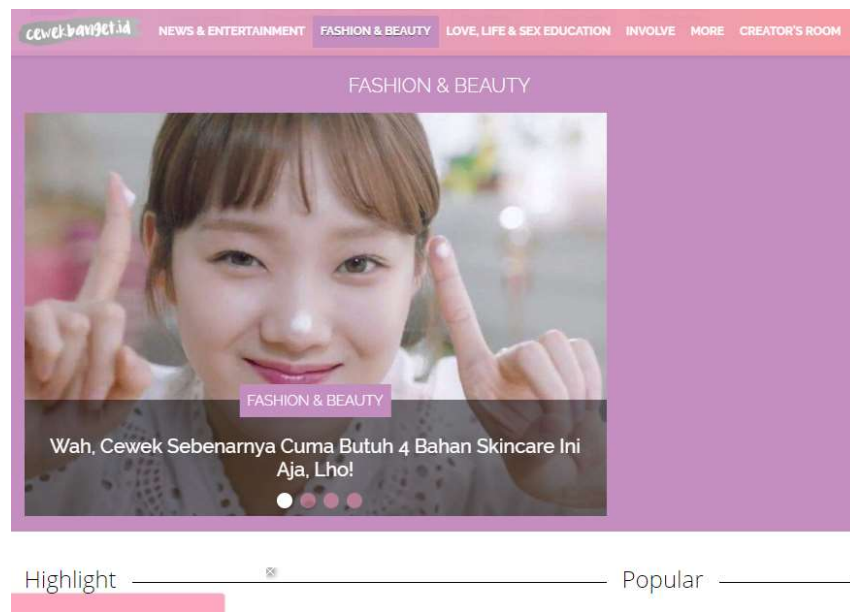 cewekbanget.id
NEWS & ENTERTAINMENT
FASHION & BEAUTY
LOVE, LIFE & SEX EDUCATION
INVOLVE
MORE
CREATOR'S ROOM
FASHION & BEAUTY
FASHION & BEAUTY
Wah, Cewek Sebenarnya Cuma Butuh 4 Bahan Skincare Ini
Aja, Lho!
Highlight
Popular